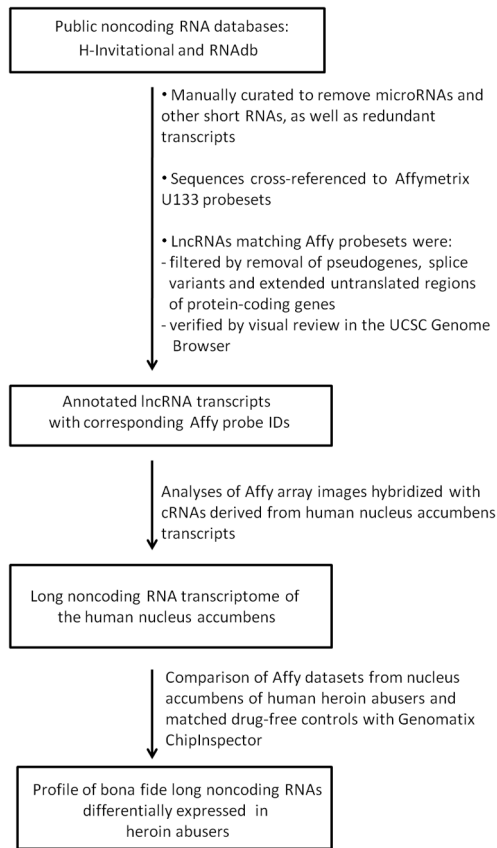 Public noncoding RNA databases:
H-Invitational and RNAdb
• Manually curated to remove microRNAs and
other short RNAs, as well as redundant
transcripts
• Sequences cross-referenced to Affymetrix
U133 probesets
• LncRNAs matching Affy probesets were:
- filtered by removal of pseudogenes, splice
variants and extended untranslated regions
of protein-coding genes
- verified by visual review in the UCSC Genome
Browser
Annotated lncRNA transcripts
with corresponding Affy probe IDs
Analyses of Affy array images hybridized with
cRNAs derived from human nucleus accumbens
transcripts
Long noncoding RNA transcriptome of
the human nucleus accumbens
Comparison of Affy datasets from nucleus
accumbens of human heroin abusers and
matched drug-free controls with Genomatix
ChipInspector
Profile of bona fide long noncoding RNAs
differentially expressed in
heroin abusers